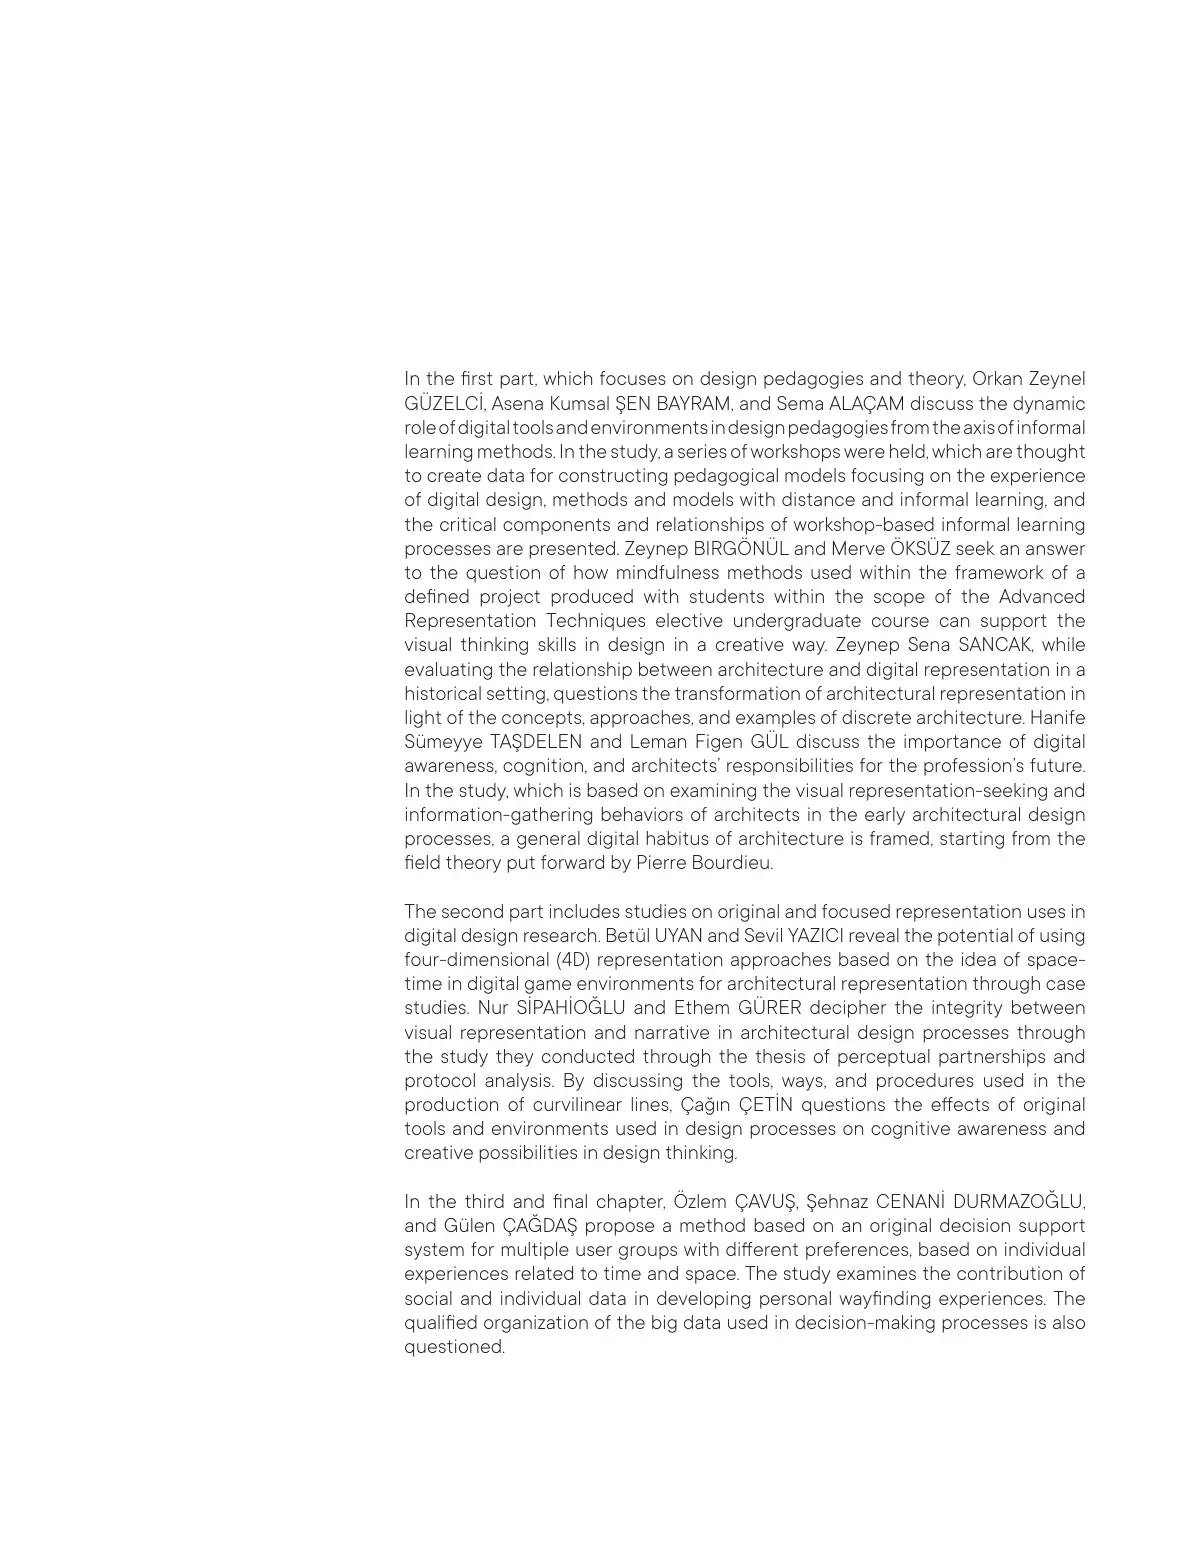 In the first part, which focuses on design pedagogies and theory, Orkan Zeynel
GÜZELCİ, Asena Kumsal ŞEN BAYRAM, and Sema ALAÇAM discuss the dynamic
role of digital tools and environments in design pedagogies from the axis of informal
learning methods. In the study, a series of workshops were held, which are thought
to create data for constructing pedagogical models focusing on the experience
of digital design, methods and models with distance and informal learning, and
the critical components and relationships of workshop-based informal learning
processes are presented. Zeynep BIRGÖNÜL and Merve ÖKSÜZ seek an answer
to the question of how mindfulness methods used within the framework of a
defined project produced with students within the scope of the Advanced
Representation Techniques elective undergraduate course can support the
visual thinking skills in design in a creative way. Zeynep Sena SANCAK, while
evaluating the relationship between architecture and digital representation in a
historical setting, questions the transformation of architectural representation in
light of the concepts, approaches, and examples of discrete architecture. Hanife
Sümeyye TAŞDELEN and Leman Figen GÜL discuss the importance of digital
awareness, cognition, and architects’ responsibilities for the profession’s future.
In the study, which is based on examining the visual representation-seeking and
information-gathering behaviors of architects in the early architectural design
processes, a general digital habitus of architecture is framed, starting from the
field theory put forward by Pierre Bourdieu.
The second part includes studies on original and focused representation uses in
digital design research. Betül UYAN and Sevil YAZICI reveal the potential of using
four-dimensional (4D) representation approaches based on the idea of space-
time in digital game environments for architectural representation through case
studies. Nur SİPAHİOĞLU and Ethem GÜRER decipher the integrity between
visual representation and narrative in architectural design processes through
the study they conducted through the thesis of perceptual partnerships and
protocol analysis. By discussing the tools, ways, and procedures used in the
production of curvilinear lines, Çağın ÇETİN questions the effects of original
tools and environments used in design processes on cognitive awareness and
creative possibilities in design thinking.
In the third and final chapter, Özlem ÇAVUŞ, Şehnaz CENANİ DURMAZOĞLU,
and Gülen ÇAĞDAŞ propose a method based on an original decision support
system for multiple user groups with different preferences, based on individual
experiences related to time and space. The study examines the contribution of
social and individual data in developing personal wayfinding experiences. The
qualified organization of the big data used in decision-making processes is also
questioned.